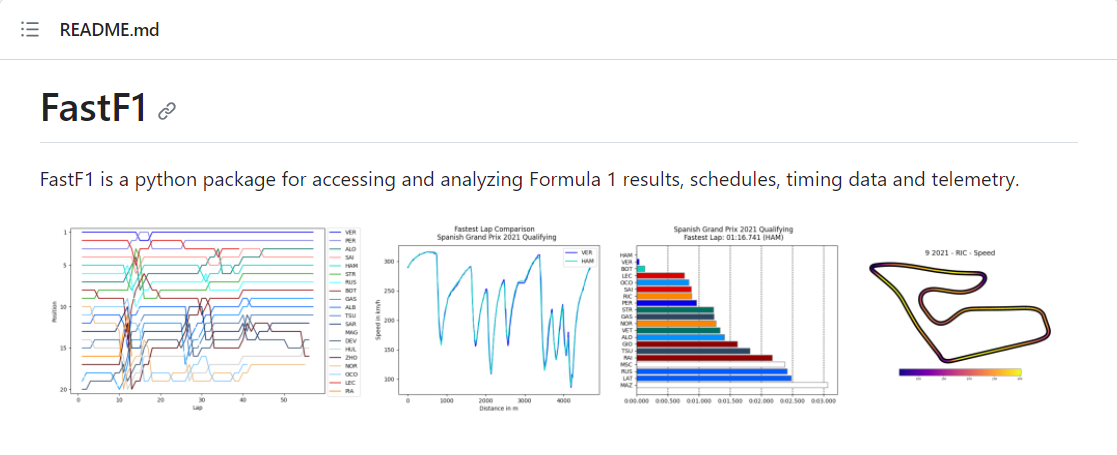 README.md
FastF1
FastF1 is a python package for accessing and analyzing Formula 1 results, schedules, timing data and telemetry.
1
5
10
15
20
Position
0
10
20
30
40
50
Lap
VER
PER
ALO
SAI
HAM
STR
RUS
BOT
GAS
ALB
TSU
SAR
MAG
DEV
HUL
ZHO
NOR
OCO
LEC
PIA
Fastest Lap Comparison
Spanish Grand Prix 2021 Qualifying
VER
HAM
300
250
200
150
100
Speed in km/h
0
1000
2000
3000
4000
Distance in m
Spanish Grand Prix 2021 Qualifying
Fastest Lap: 01:16.741 (HAM)
HAM
VER
BOT
LEC
OCO
SAI
RIC
PER
STR
GAS
NOR
VET
ALO
GIO
TSU
RAI
MSC
RUS
LAT
MAZ
0:00.000
0:00.500
0:01.000
0:01.500
0:02.000
0:02.500
0:03.000
9 2021 - RIC - Speed